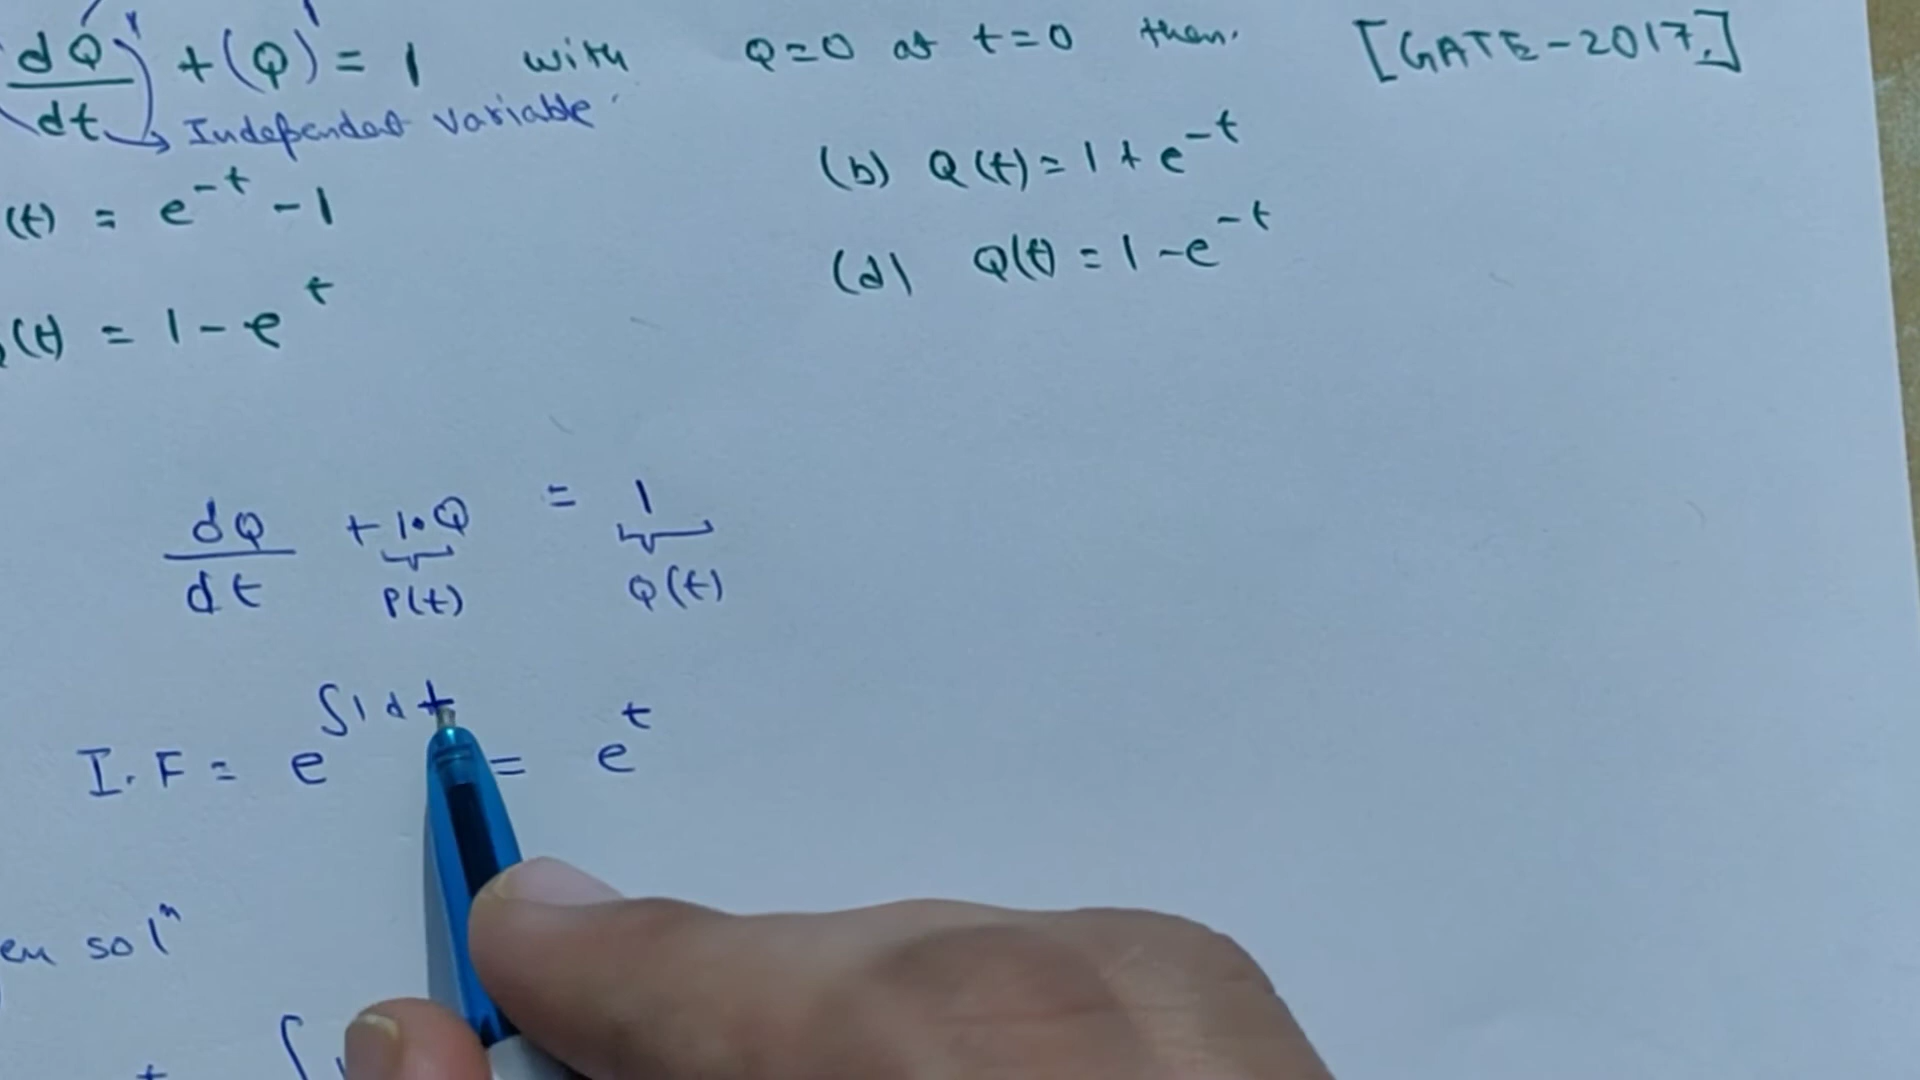 dQ/dt + (Q) = 1 with Q=0 at t=0 then. [GATE-2017.]
Independent variable
(t) = e^-t - 1
(b) Q(t) = 1 + e^-t
(t) = 1 - e^t
(d) Q(t) = 1 - e^-t
dQ/dt + 1.Q = 1
P(t) Q(t)
I.F = e^∫1dt = e^t
en sol^n
t ∫